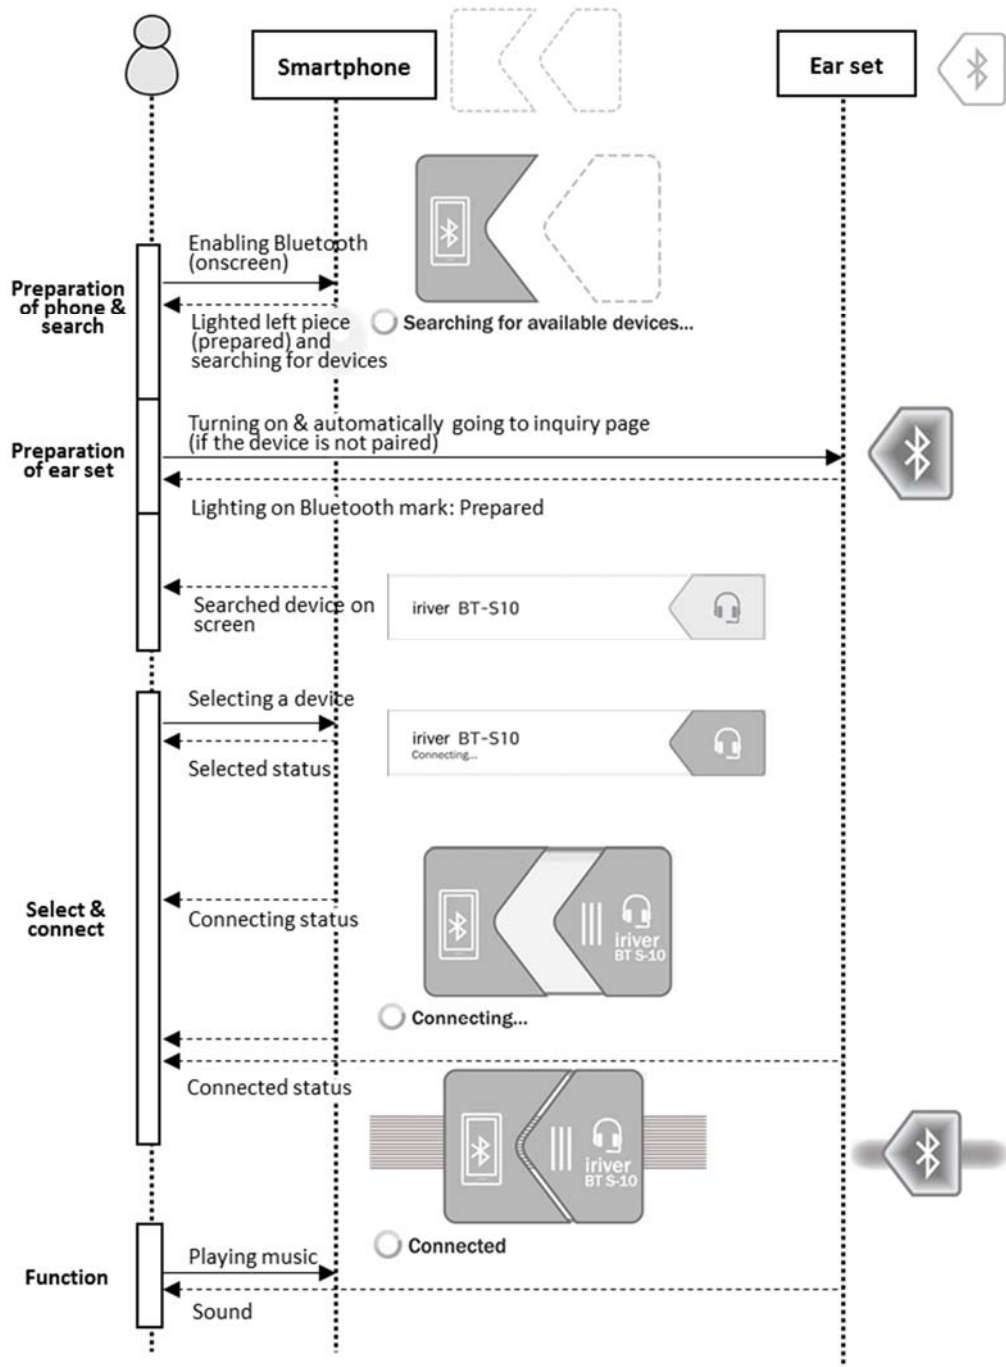 Smartphone
Ear set
Enabling Bluetooth
(onscreen)
Preparation
of phone &
search
Lighted left piece
(prepared) and
searching for devices
Searching for available devices...
Turning on & automatically going to inquiry page
(if the device is not paired)
Preparation
of ear set
Lighting on Bluetooth mark: Prepared
Searched device on
screen
iriver BT-S10
Selecting a device
iriver BT-S10
Connecting...
Selected status
Select &
connect
Connecting status
iriver
BT S-10
Connecting...
Connected status
iriver
BT S-10
Connected
Function
Playing music
Sound